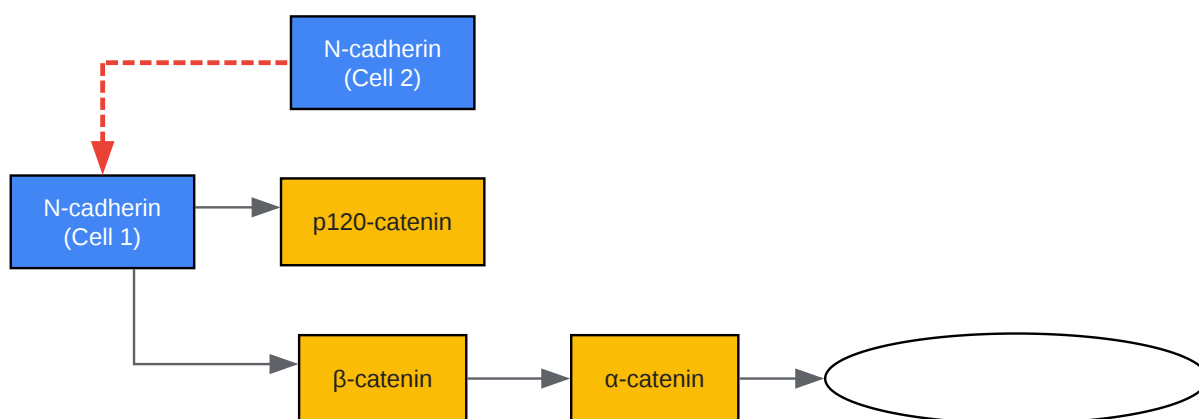 N-cadherin
(Cell 2)
N-cadherin
(Cell 1)
p120-catenin
β-catenin
α-catenin